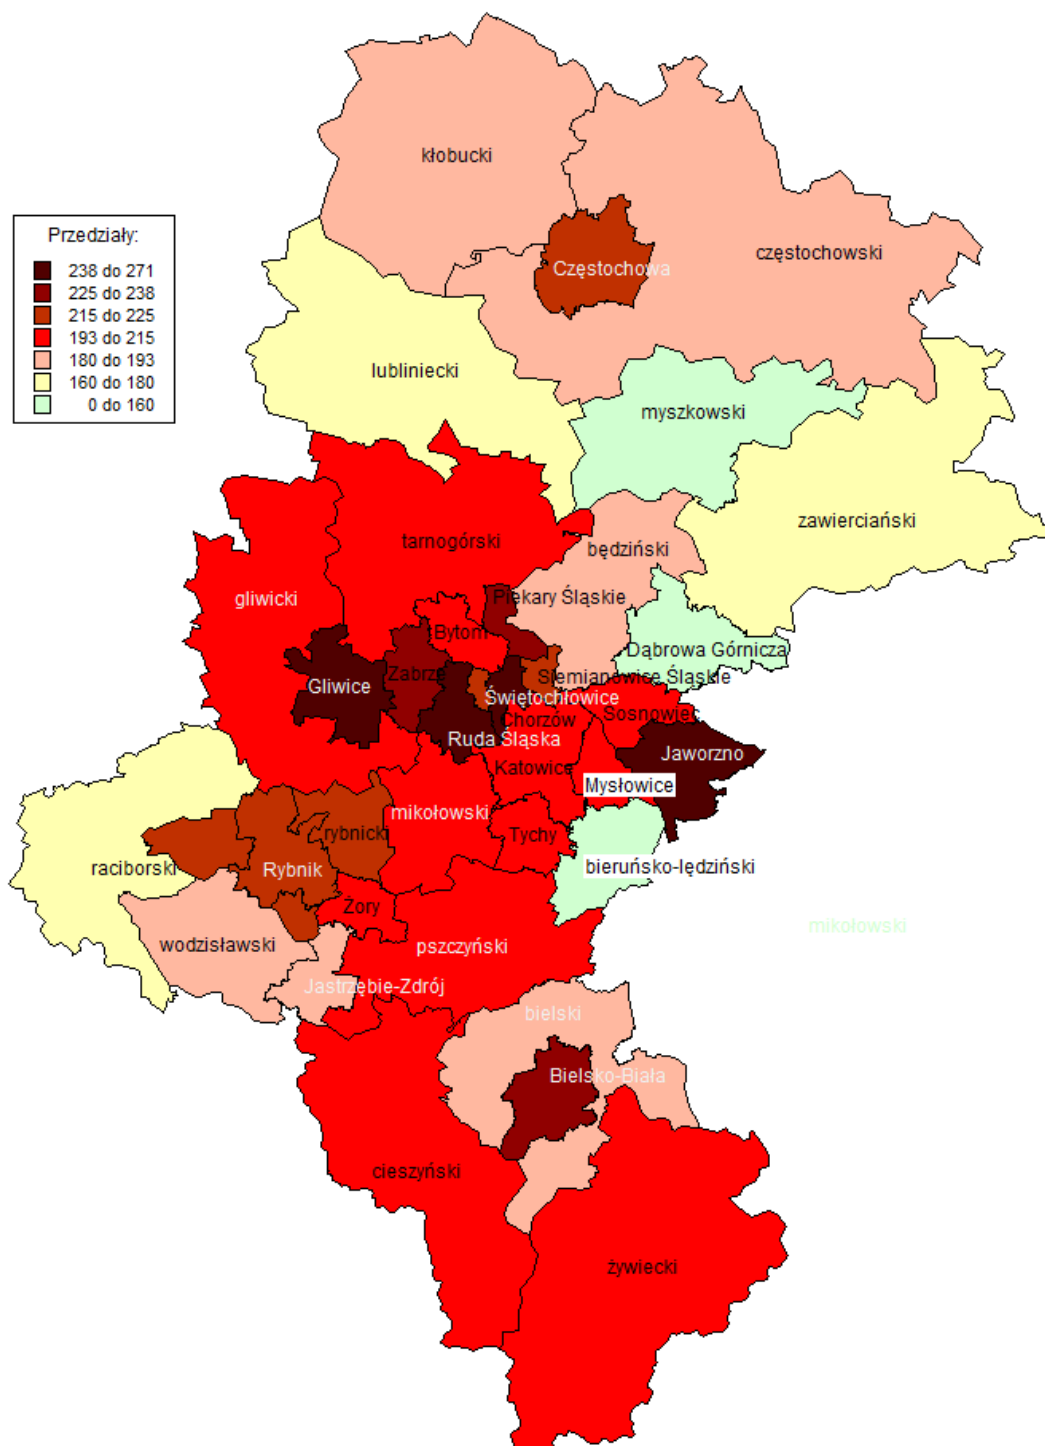 kłobucki
częstochowski
Częstochowa
Przedziały:
238 do 271
225 do 238
215 do 225
193 do 215
180 do 193
160 do 180
0 do 160
lubliniecki
myszkowski
zawierciański
tarnogórski
będziński
gliwicki
Piekary Śląskie
Bytom
Dąbrowa Górnicza
Zabrze
Siemianowice Śląskie
Gliwice
Świętochłowice
Sosnowiec
Chorzów
Ruda Śląska
Jaworzno
Katowice
Mysłowice
mikołowski
rybnicki
Tychy
raciborski
Rybnik
bieruńsko-lędziński
Żory
mikołowski
wodzisławski
pszczyński
Jastrzębie-Zdrój
bielski
Bielsko-Biała
cieszyński
żywiecki